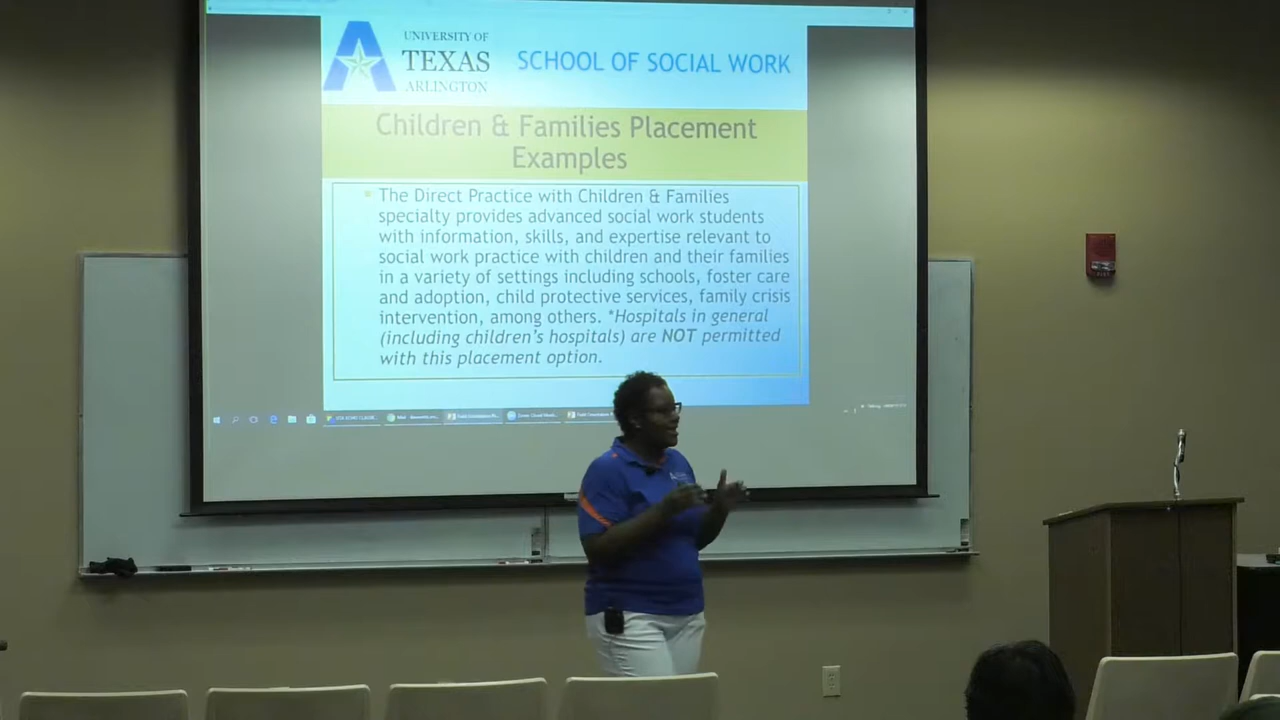 UNIVERSITY OF
TEXAS
ARLINGTON
SCHOOL OF SOCIAL WORK
Children & Families Placement
Examples
The Direct Practice with Children & Families
specialty provides advanced social work students
with information, skills, and expertise relevant to
social work practice with children and their families
in a variety of settings including schools, foster care
and adoption, child protective services, family crisis
intervention, among others. *Hospitals in general
(including children's hospitals) are NOT permitted
with this placement option.